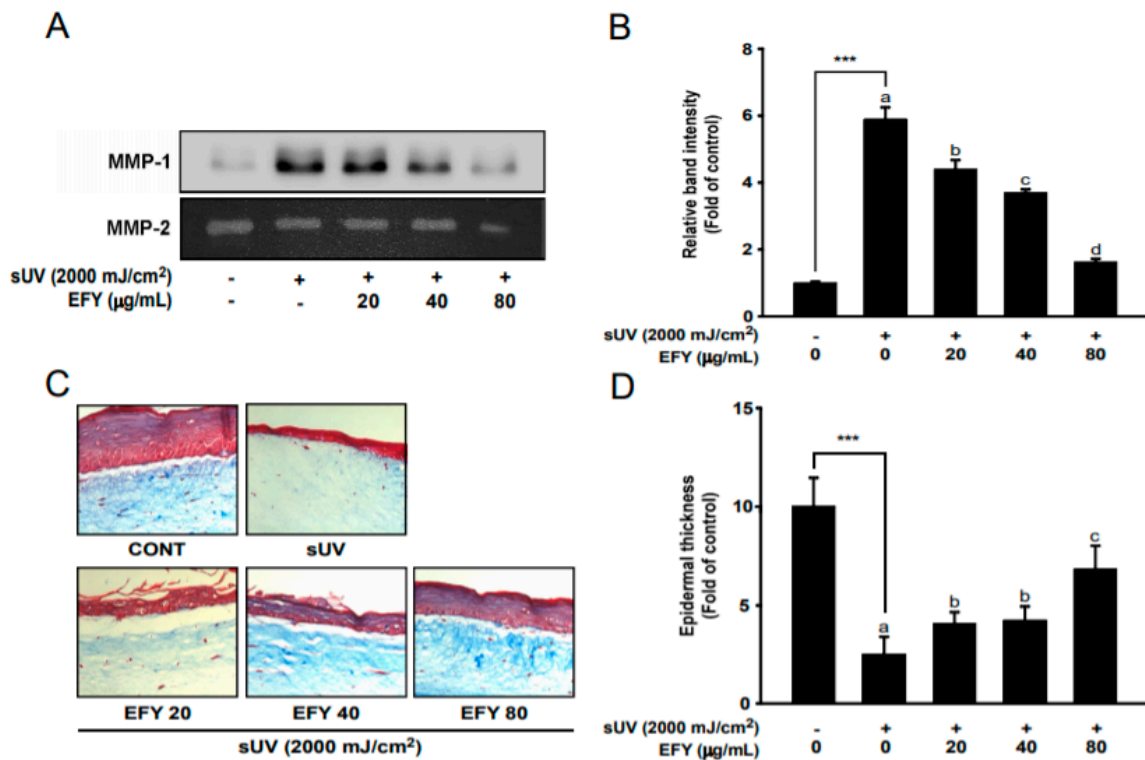 A
MMP-1
MMP-2
sUV (2000 mJ/cm²) - + + + +
EFY (μg/mL) - - 20 40 80
B
Relative band intensity
(Fold of control)
8
6
4
2
0
***
a
b
c
d
sUV (2000 mJ/cm²) - + + + +
EFY (μg/mL) 0 0 20 40 80
C
CONT sUV
EFY 20 EFY 40 EFY 80
sUV (2000 mJ/cm²)
D
Epidermal thickness
(Fold of control)
15
10
5
0
***
a
b
b
c
sUV (2000 mJ/cm²) - + + + +
EFY (μg/mL) 0 0 20 40 80